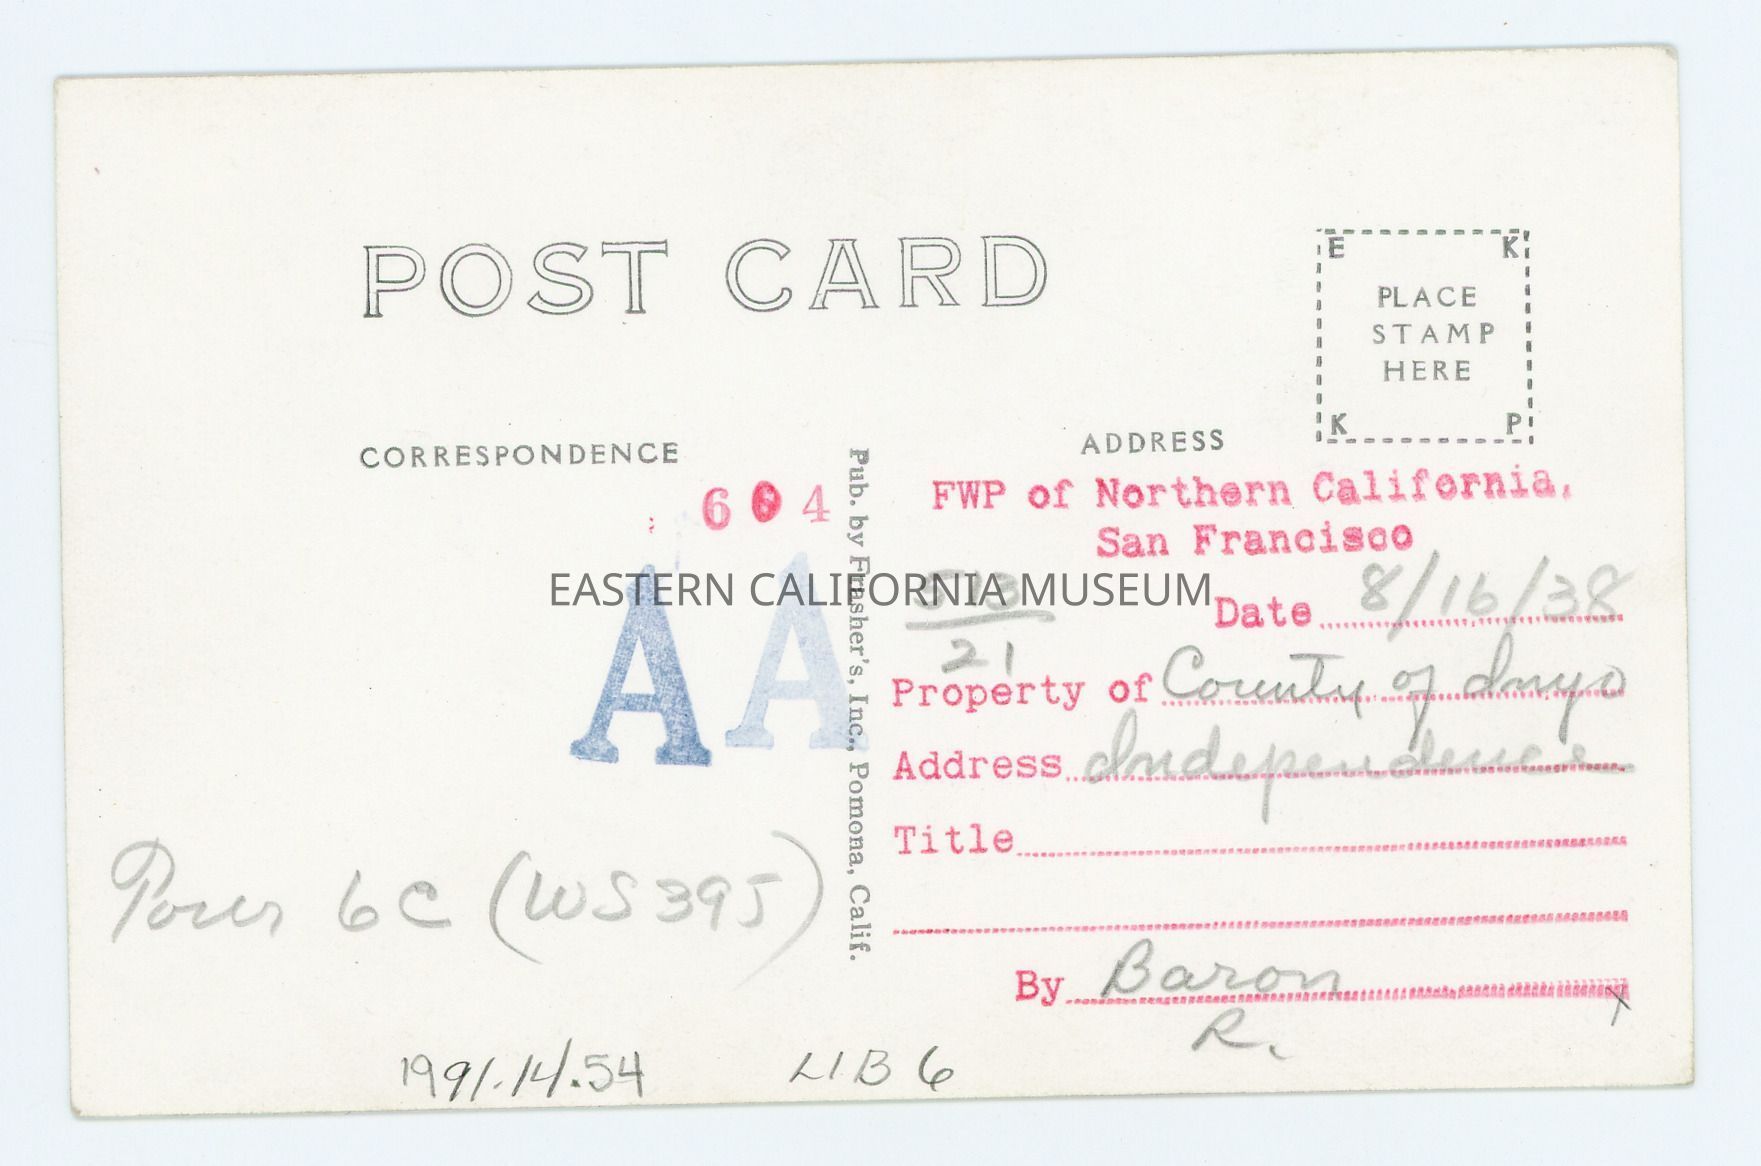 POST CARD
E K
PLACE
STAMP
HERE
K P
CORRESPONDENCE
ADDRESS
604
Pub. by Frasher's, Inc., Pomona, Calif.
FWP of Northern California,
San Francisco
AA
EASTERN CALIFORNIA MUSEUM
513
21
Date 8/16/38
Property of County of Inyo
Address Independence
Title
6C (WS395)
By Baron
R.
1991.14.54
LIB 6